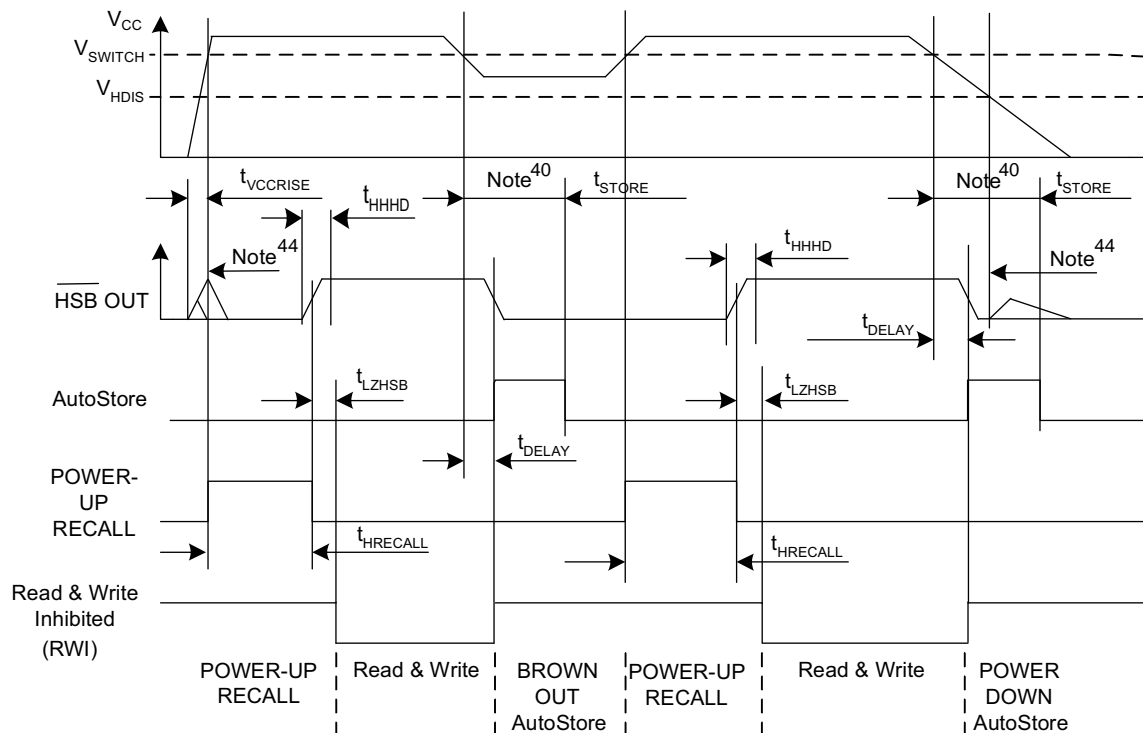 VCC
VSWITCH
VHDIS
tVCCRISE
tHHHD
Note40
tSTORE
Note40
tSTORE
Note44
tHHHD
Note44
HSB OUT
tDELAY
tLZHSB
tLZHSB
AutoStore
tDELAY
POWER-
UP
RECALL
tHRECALL
tHRECALL
Read & Write
Inhibited
(RWI)
POWER-UP
RECALL
Read & Write
BROWN
OUT
AutoStore
POWER-UP
RECALL
Read & Write
POWER
DOWN
AutoStore